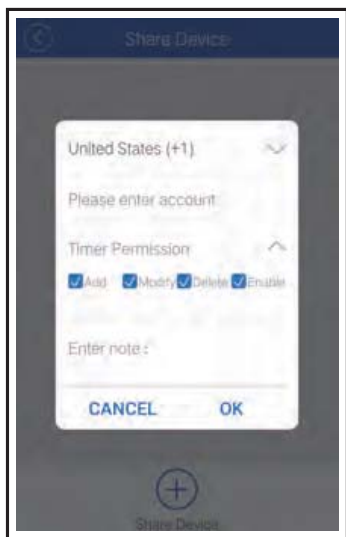 Share Device
United States (+1)
Please enter account
Timer Permission
Add Modify Delete Enable
Enter note :
CANCEL OK
Share Device